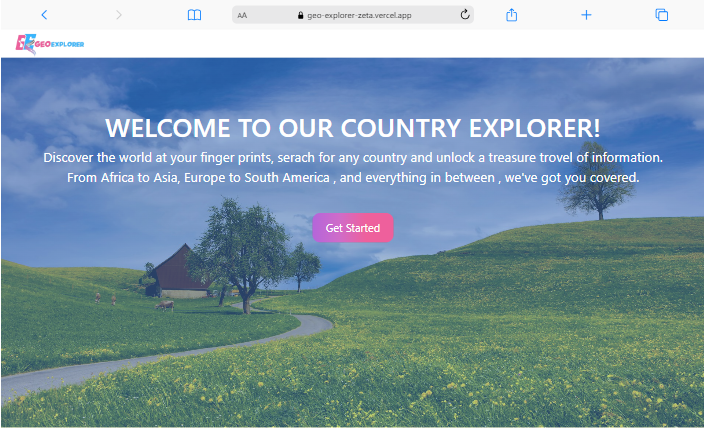 AA geo-explorer-zeta.vercel.app
GEOEXPLORER
WELCOME TO OUR COUNTRY EXPLORER!
Discover the world at your finger prints, serach for any country and unlock a treasure trovel of information.
From Africa to Asia, Europe to South America , and everything in between , we've got you covered.
Get Started